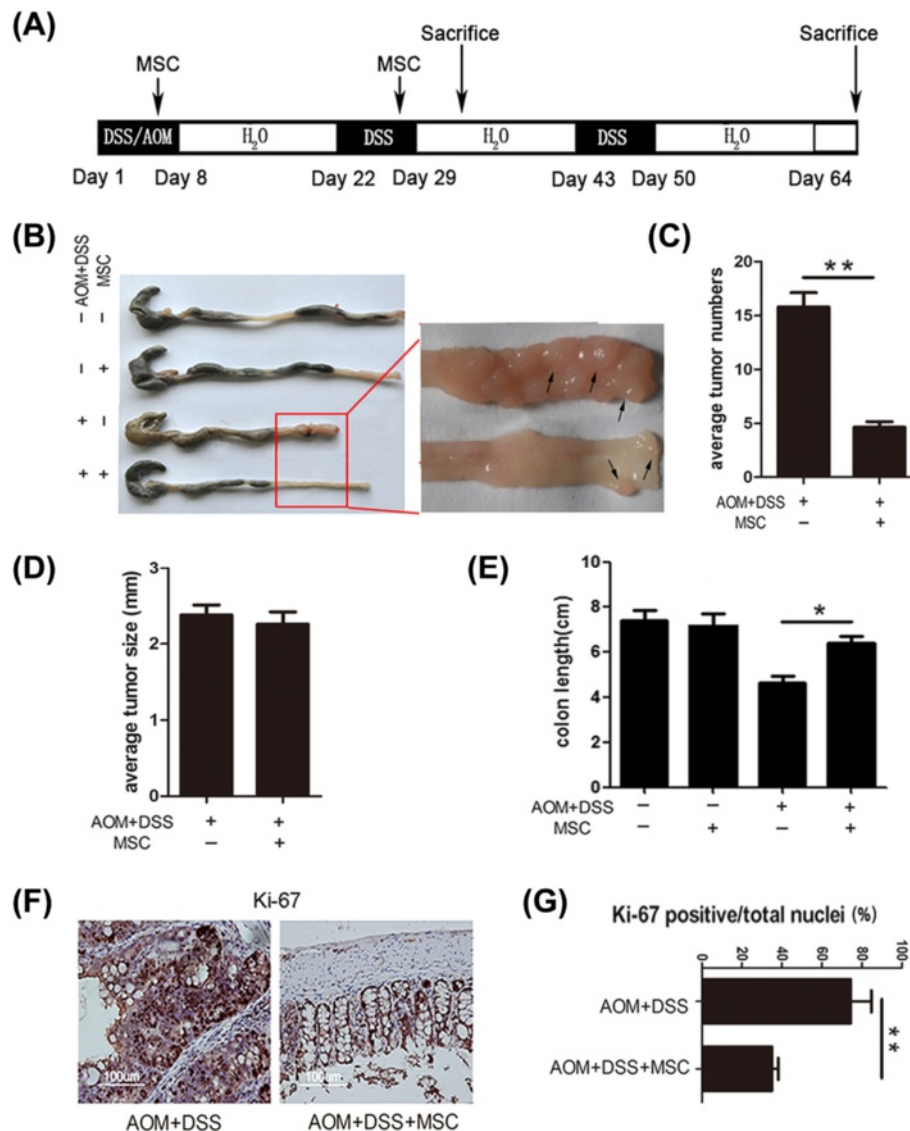 (A)
Sacrifice Sacrifice
MSC MSC
DSS/AOM H₂O DSS H₂O DSS H₂O
Day 1 Day 8 Day 22 Day 29 Day 43 Day 50 Day 64
(B)
AOM+DSS
MSC
− −
− +
+ −
+ +
(C)
average tumor numbers
20
15
10
5
0
**
AOM+DSS + +
MSC − +
(D)
average tumor size (mm)
3
2
1
0
AOM+DSS + +
MSC − +
(E)
colon length(cm)
10
8
6
4
2
0
*
AOM+DSS − − + +
MSC − + − +
(F)
Ki-67
100um 100um
AOM+DSS AOM+DSS+MSC
(G)
Ki-67 positive/total nuclei (%)
0 20 40 60 80 100
AOM+DSS
AOM+DSS+MSC
**